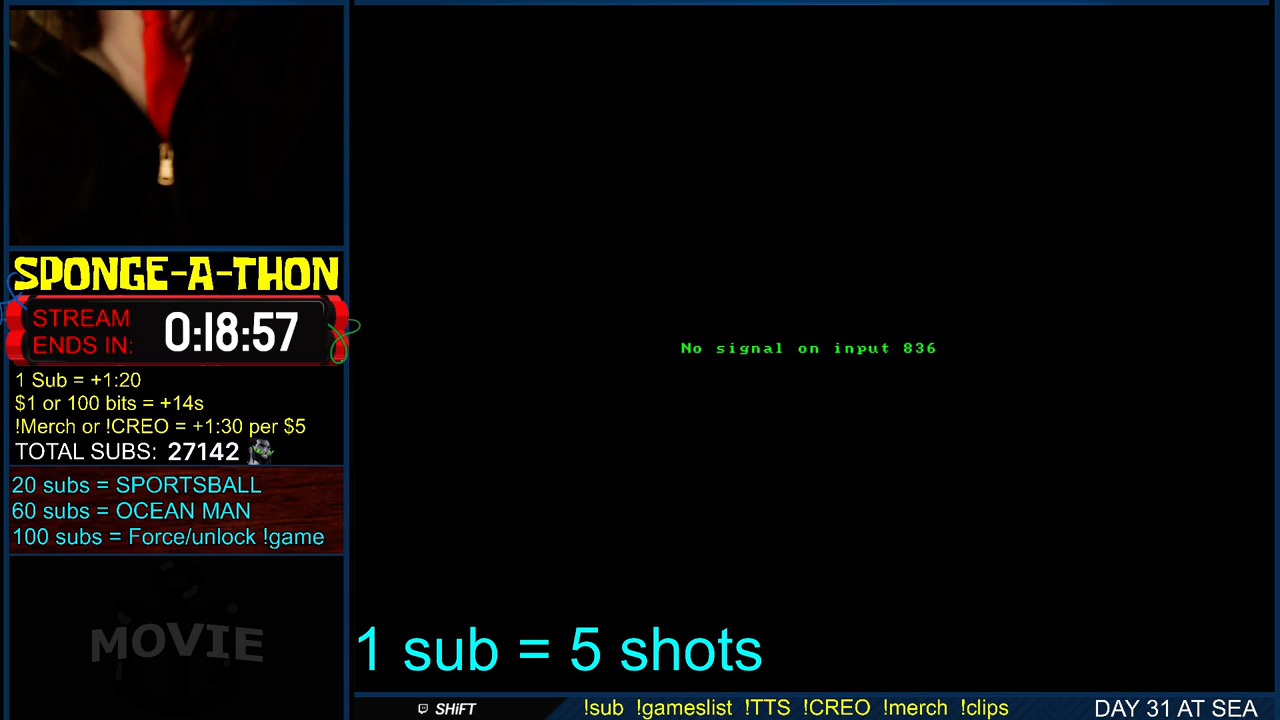 SPONGE-A-THON
STREAM
ENDS IN:
0:18:57
1 Sub = +1:20
$1 or 100 bits = +14s
!Merch or !CREO = +1:30 per $5
TOTAL SUBS: 27142
20 subs = SPORTSBALL
60 subs = OCEAN MAN
100 subs = Force/unlock !game
MOVIE
No signal on input 836
1 sub = 5 shots
SHiFT
!sub !gameslist !TTS !CREO !merch !clips
DAY 31 AT SEA